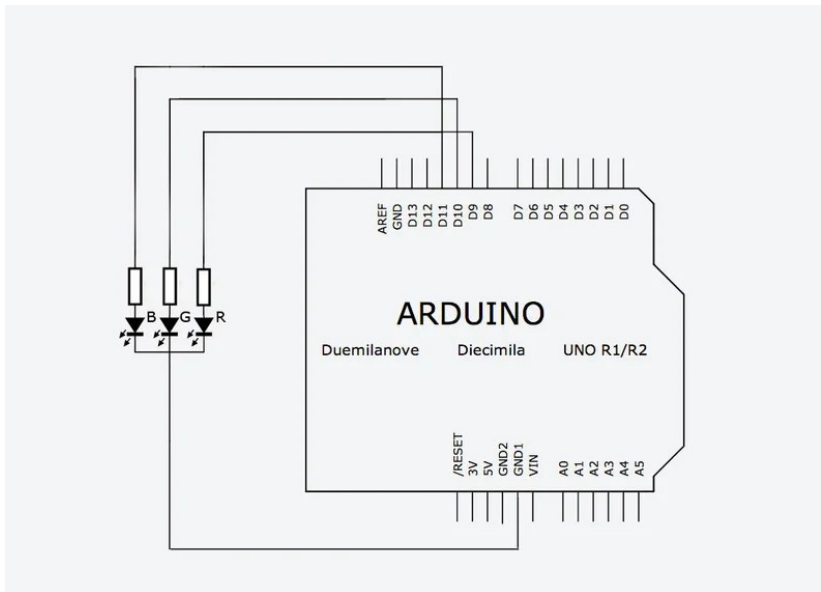 AREF
GND
D13
D12
D11
D10
D9
D8
D7
D6
D5
D4
D3
D2
D1
D0
B
G
R
ARDUINO
Duemilanove
Diecimila
UNO R1/R2
/RESET
3V
5V
GND2
GND1
VIN
A0
A1
A2
A3
A4
A5